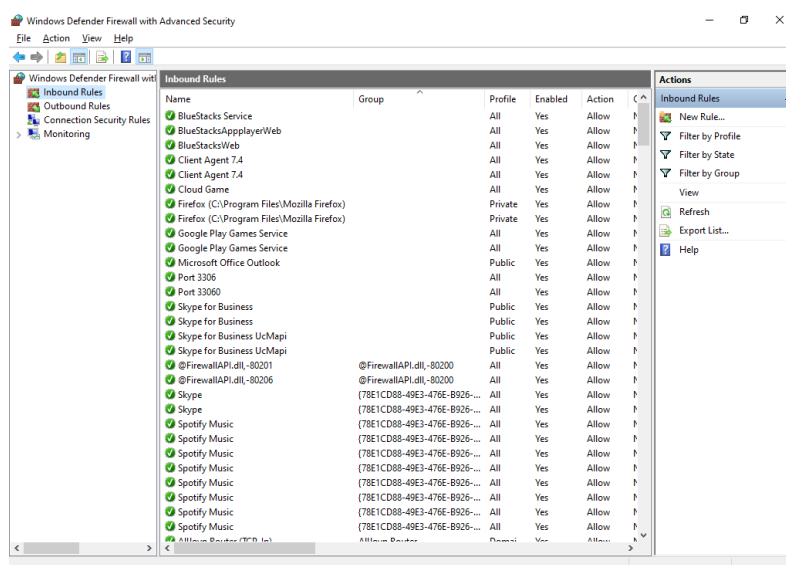 Windows Defender Firewall with Advanced Security
File Action View Help
Windows Defender Firewall wit
Inbound Rules
Outbound Rules
Connection Security Rules
Monitoring
Inbound Rules
Name Group Profile Enabled Action
BlueStacks Service All Yes Allow
BlueStacksAppplayerWeb All Yes Allow
BlueStacksWeb All Yes Allow
Client Agent 7.4 All Yes Allow
Client Agent 7.4 All Yes Allow
Cloud Game All Yes Allow
Firefox (C:\Program Files\Mozilla Firefox) Private Yes Allow
Firefox (C:\Program Files\Mozilla Firefox) Private Yes Allow
Google Play Games Service All Yes Allow
Google Play Games Service All Yes Allow
Microsoft Office Outlook Public Yes Allow
Port 3306 All Yes Allow
Port 33060 All Yes Allow
Skype for Business Public Yes Allow
Skype for Business Public Yes Allow
Skype for Business UcMapi Public Yes Allow
Skype for Business UcMapi Public Yes Allow
@FirewallAPI.dll,-80201 @FirewallAPI.dll,-80200 All Yes Allow
@FirewallAPI.dll,-80206 @FirewallAPI.dll,-80200 All Yes Allow
Skype {78E1CD88-49E3-476E-B926-... All Yes Allow
Skype {78E1CD88-49E3-476E-B926-... All Yes Allow
Spotify Music {78E1CD88-49E3-476E-B926-... All Yes Allow
Spotify Music {78E1CD88-49E3-476E-B926-... All Yes Allow
Spotify Music {78E1CD88-49E3-476E-B926-... All Yes Allow
Spotify Music {78E1CD88-49E3-476E-B926-... All Yes Allow
Spotify Music {78E1CD88-49E3-476E-B926-... All Yes Allow
Spotify Music {78E1CD88-49E3-476E-B926-... All Yes Allow
Spotify Music {78E1CD88-49E3-476E-B926-... All Yes Allow
Spotify Music {78E1CD88-49E3-476E-B926-... All Yes Allow
AllJoyn Router (TCP-In) AllJoyn Router Domai Yes Allow
Actions
Inbound Rules
New Rule...
Filter by Profile
Filter by State
Filter by Group
View
Refresh
Export List...
Help